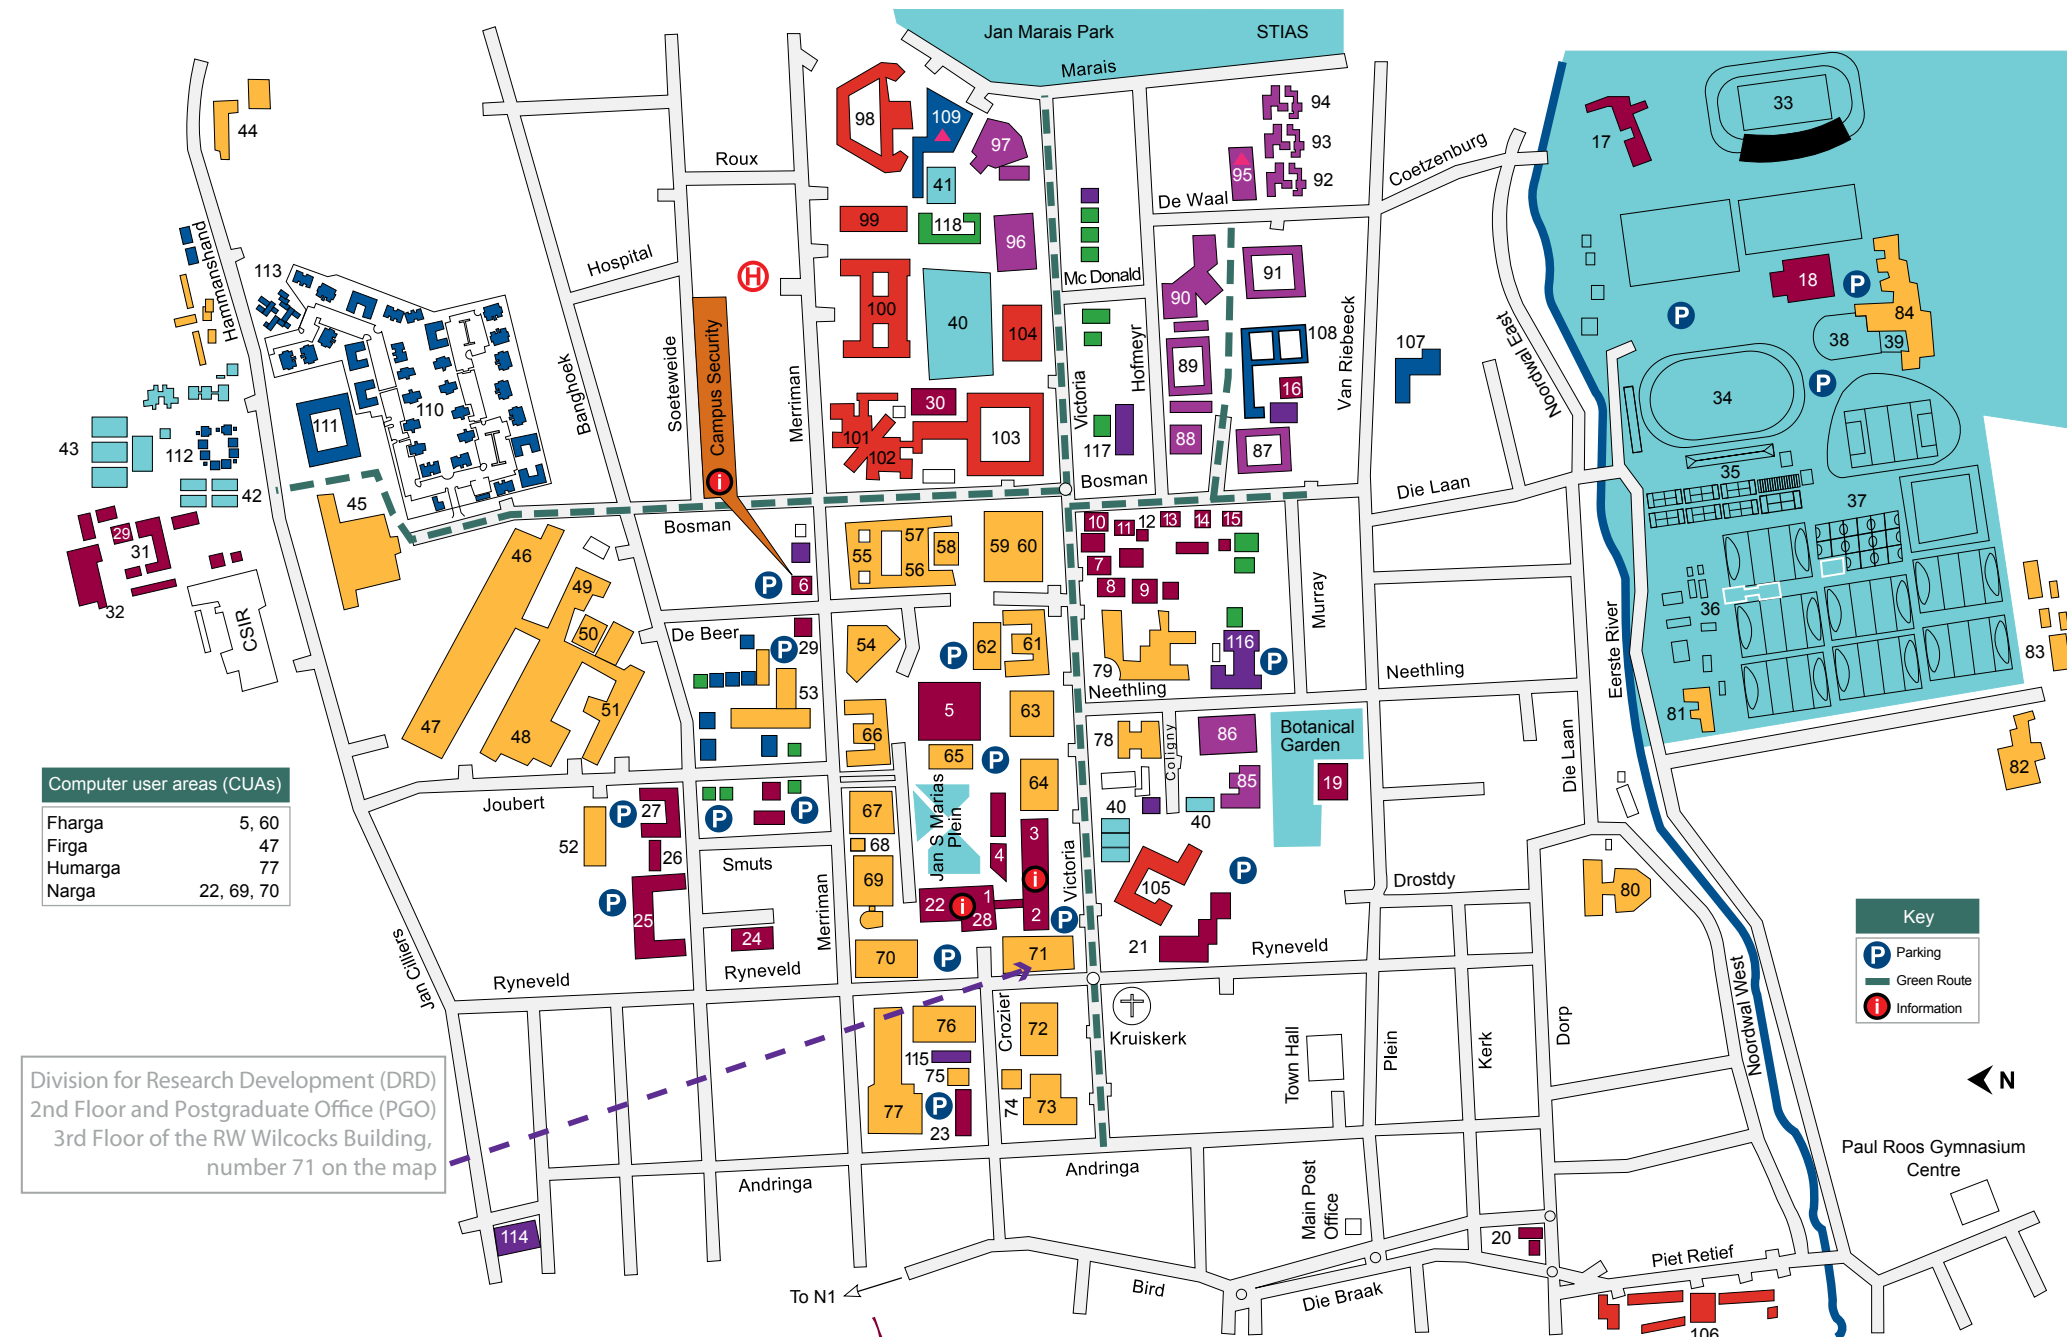 Jan Marais Park
STIAS
Marais
44
98
109
97
94
93
92
95
41
Roux
De Waal
Coetzenburg
17
33
Hammanshand
99
118
96
Hospital
H
Mc Donald
90
91
18
P
P
84
113
100
40
104
Campus Security
Soeteweide
Merriman
Banghoek
Hofmeyr
Victoria
89
108
16
Van Riebeeck
107
Noordwal East
38
39
P
34
110
111
112
43
42
30
101
102
103
117
88
87
Bosman
Die Laan
35
37
45
i
Bosman
29
31
32
CSIR
46
49
50
47
48
51
P
6
55
57
58
56
59
60
10
11
12
13
14
15
7
8
9
Murray
36
Eerste River
83
De Beer
P
29
53
54
P
62
61
79
116
P
Neethling
Neethling
81
82
5
63
66
65
P
64
78
Coligny
86
85
Botanical
Garden
19
Die Laan
40
40
Computer user areas (CUAs)
Fharga 5, 60
Firga 47
Humarga 77
Narga 22, 69, 70
Joubert
52
P
27
26
P
25
P
P
Smuts
24
Ryneveld
Ryneveld
Jan Cilliers
Merriman
67
68
69
70
Jan S Marias
Plein
3
4
i
22
i
1
28
2
P
Victoria
P
71
105
P
21
Ryneveld
Drostdy
80
Key
P Parking
Green Route
i Information
Noordwal West
Dorp
Kerk
Plein
Town Hall
Kruiskerk
Crozier
76
72
115
75
74
73
77
P
23
N
Division for Research Development (DRD)
2nd Floor and Postgraduate Office (PGO)
3rd Floor of the RW Wilcocks Building,
number 71 on the map
Andringa
Andringa
114
Main Post
Office
Paul Roos Gymnasium
Centre
20
Piet Retief
To N1
Bird
Die Braak
106